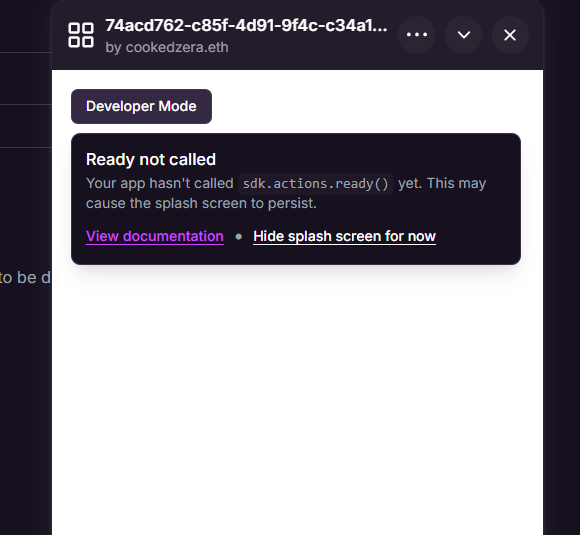 74acd762-c85f-4d91-9f4c-c34a1...
by cookedzera.eth
Developer Mode
Ready not called
Your app hasn't called sdk.actions.ready() yet. This may
cause the splash screen to persist.
View documentation • Hide splash screen for now
to be d